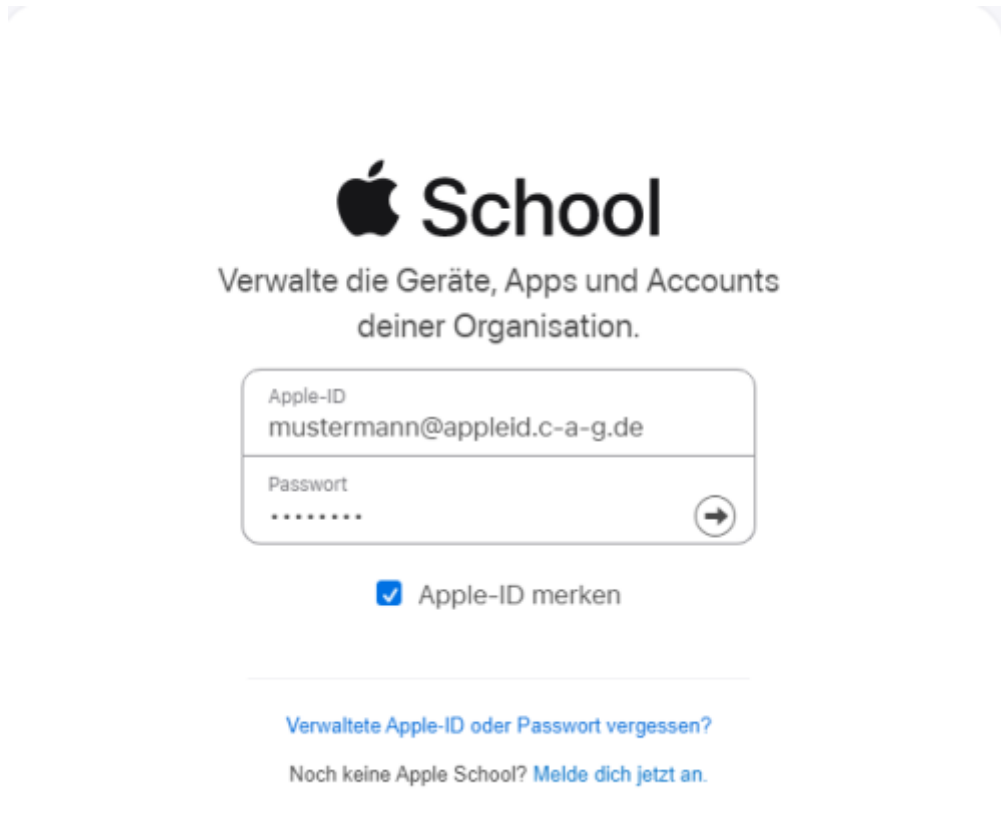 School
Verwalte die Geräte, Apps und Accounts
deiner Organisation.
Apple-ID
mustermann@appleid.c-a-g.de
Passwort
••••••••
Apple-ID merken
Verwaltete Apple-ID oder Passwort vergessen?
Noch keine Apple School? Melde dich jetzt an.